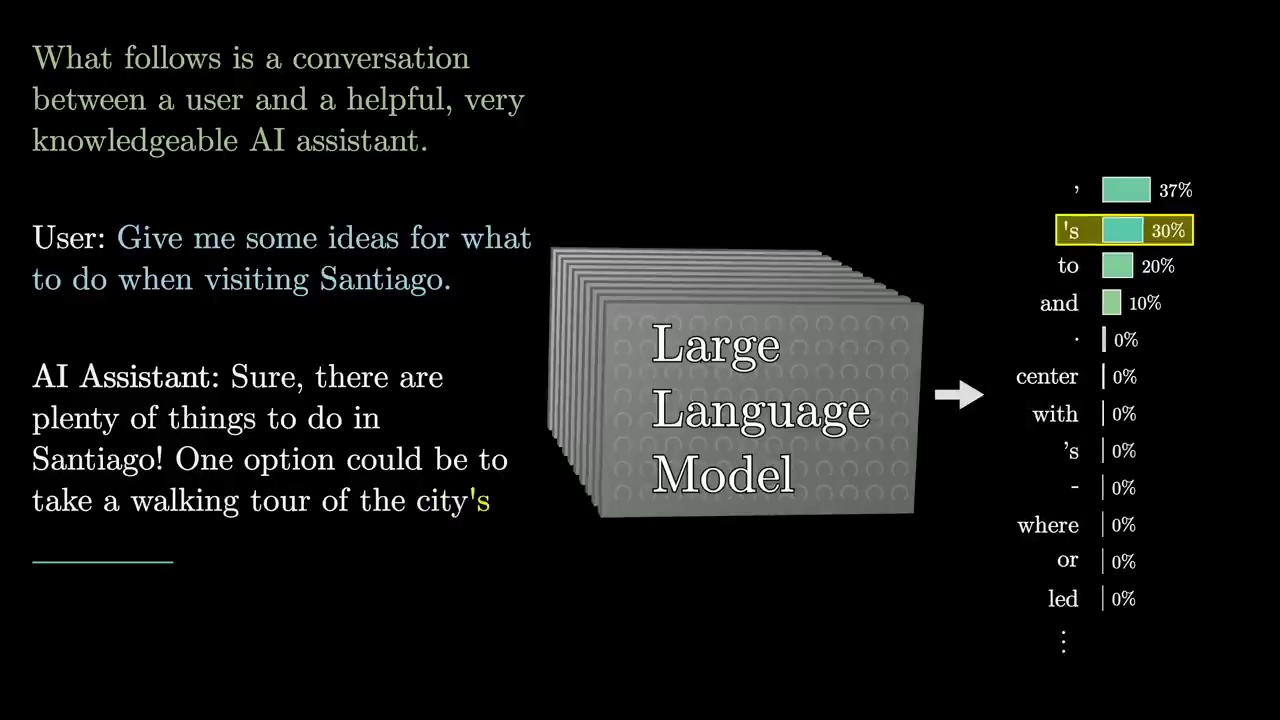 What follows is a conversation
between a user and a helpful, very
knowledgeable AI assistant.
User: Give me some ideas for what
to do when visiting Santiago.
AI Assistant: Sure, there are
plenty of things to do in
Santiago! One option could be to
take a walking tour of the city's
Large
Language
Model
, 37%
's 30%
to 20%
and 10%
. 0%
center 0%
with 0%
’s 0%
- 0%
where 0%
or 0%
led 0%
⋮